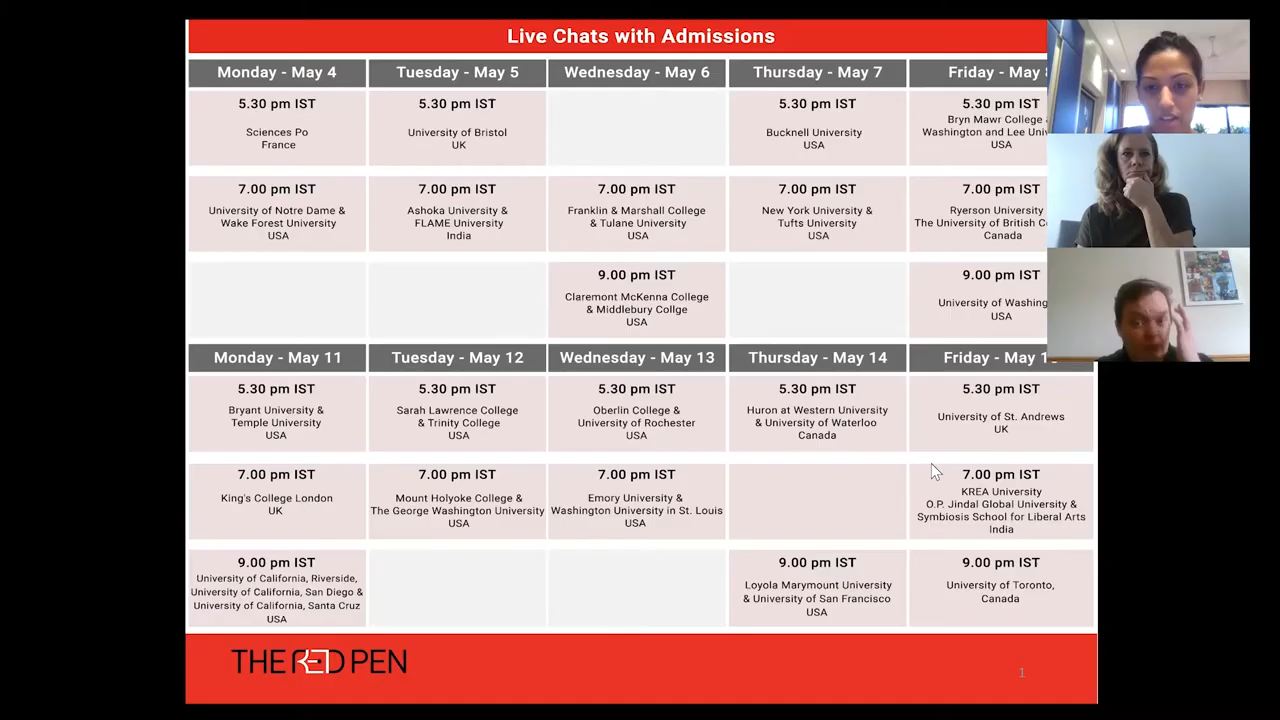 Live Chats with Admissions
Monday - May 4
Tuesday - May 5
Wednesday - May 6
Thursday - May 7
Friday - May
5.30 pm IST
Sciences Po
France
5.30 pm IST
University of Bristol
UK
5.30 pm IST
Bucknell University
USA
5.30 pm IST
Bryn Mawr College
Washington and Lee
USA
7.00 pm IST
University of Notre Dame &
Wake Forest University
USA
7.00 pm IST
Ashoka University &
FLAME University
India
7.00 pm IST
Franklin & Marshall College
& Tulane University
USA
7.00 pm IST
New York University &
Tufts University
USA
7.00 pm IST
Ryerson University
The University of British
Canada
9.00 pm IST
Claremont McKenna College
& Middlebury Collge
USA
9.00 pm IST
University of
USA
Monday - May 11
Tuesday - May 12
Wednesday - May 13
Thursday - May 14
Friday - May
5.30 pm IST
Bryant University &
Temple University
USA
5.30 pm IST
Sarah Lawrence College
& Trinity College
USA
5.30 pm IST
Oberlin College &
University of Rochester
USA
5.30 pm IST
Huron at Western University
& University of Waterloo
Canada
5.30 pm IST
University of St. Andrews
UK
7.00 pm IST
King's College London
UK
7.00 pm IST
Mount Holyoke College &
The George Washington University
USA
7.00 pm IST
Emory University &
Washington University in St. Louis
USA
7.00 pm IST
KREA University
O.P. Jindal Global University &
Symbiosis School for Liberal Arts
India
9.00 pm IST
University of California, Riverside,
University of California, San Diego &
University of California, Santa Cruz
USA
9.00 pm IST
Loyola Marymount University
& University of San Francisco
USA
9.00 pm IST
University of Toronto,
Canada
THE RED PEN
1